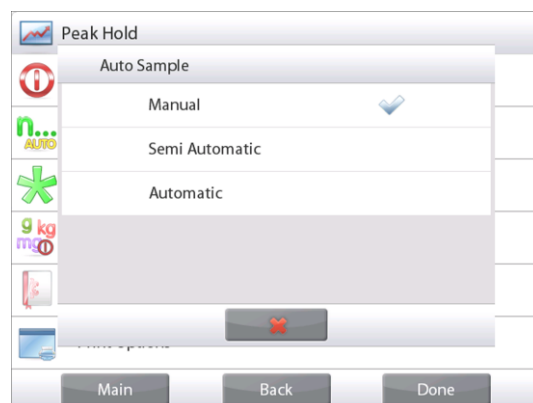 Peak Hold
Auto Sample
Manual
n...
AUTO
Semi Automatic
Automatic
g kg
mg
Main
Back
Done